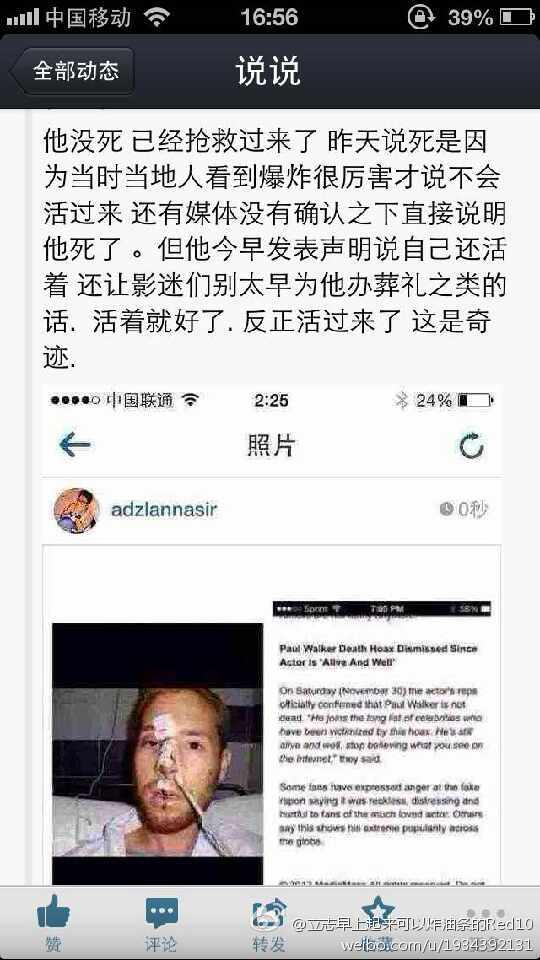 中国移动 16:56 39%
全部动态 说说
他没死 已经抢救过来了 昨天说死是因
为当时当地人看到爆炸很厉害才说不会
活过来 还有媒体没有确认之下直接说明
他死了 。但他今早发表声明说自己还活
着 还让影迷们别太早为他办葬礼之类的
话. 活着就好了. 反正活过来了 这是奇
迹.
中国联通 2:25 24%
照片
adzlannasir 0秒
Sprint 7:05 PM 58%
Paul Walker Death Hoax Dismissed Since
Actor Is 'Alive And Well'
On Saturday (November 30) the actor's reps
officially confirmed that Paul Walker is not
dead. "He joins the long list of celebrities who
have been victimized by this hoax. He's still
alive and well, stop believing what you see on
the Internet," they said.
Some fans have expressed anger at the fake
report saying it was reckless, distressing and
hurtful to fans of the much loved actor. Others
say this shows his extreme popularity across
the globe.
赞 评论 转发 收藏
@立志早上起来可以炸油条的Red10
weibo.com/u/1934392131